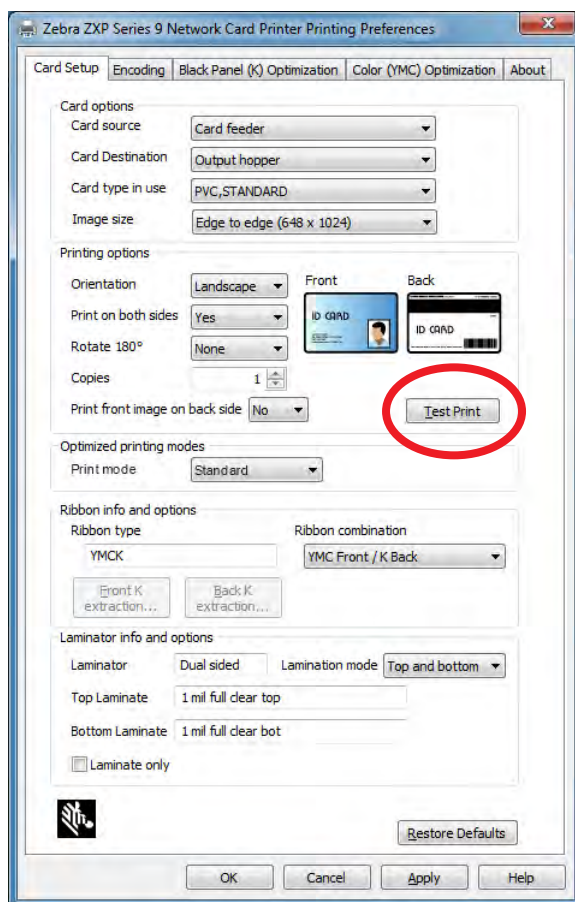 Zebra ZXP Series 9 Network Card Printer Printing Preferences
Card Setup Encoding Black Panel (K) Optimization Color (YMC) Optimization About
Card options
Card source Card feeder
Card Destination Output hopper
Card type in use PVC,STANDARD
Image size Edge to edge (648 x 1024)
Printing options
Orientation Landscape Front Back
Print on both sides Yes ID CARD ID CARD
Rotate 180° None
Copies 1
Print front image on back side No Test Print
Optimized printing modes
Print mode Standard
Ribbon info and options
Ribbon type Ribbon combination
YMCK YMC Front / K Back
Front K extraction... Back K extraction...
Laminator info and options
Laminator Dual sided Lamination mode Top and bottom
Top Laminate 1 mil full clear top
Bottom Laminate 1 mil full clear bot
Laminate only
Restore Defaults
OK Cancel Apply Help